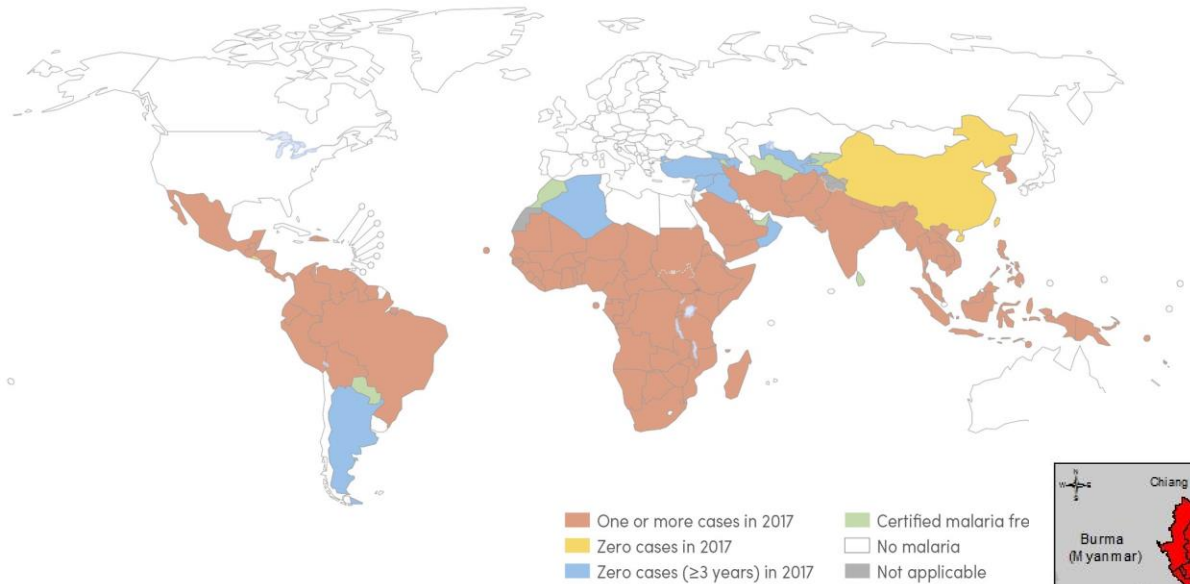 One or more cases in 2017
Zero cases in 2017
Zero cases (≥3 years) in 2017
Certified malaria fre
No malaria
Not applicable
N
W E
S
Chiang
Burma
(Myanmar)